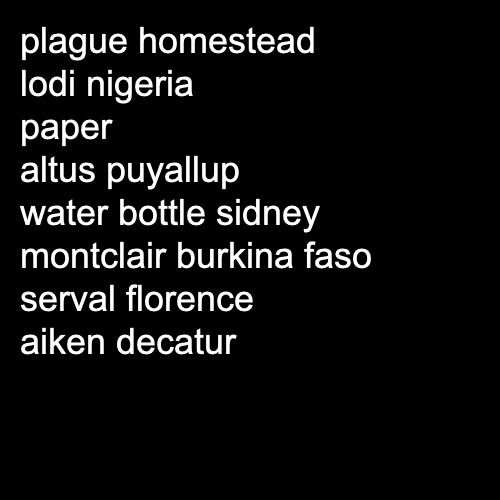 plague homestead
lodi nigeria
paper
altus puyallup
water bottle sidney
montclair burkina faso
serval florence
aiken decatur